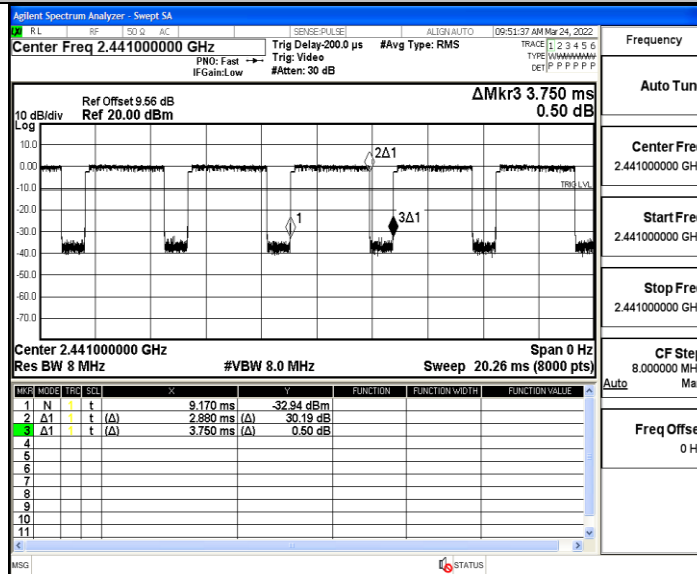 Agilent Spectrum Analyzer - Swept SA
RL RF 50 Ω AC SENSE:PULSE ALIGN AUTO 09:51:37 AM Mar 24, 2022
Center Freq 2.441000000 GHz
PNO: Fast
IFGain:Low
Trig Delay-200.0 µs
Trig: Video
#Atten: 30 dB
#Avg Type: RMS
TRACE 1 2 3 4 5 6
TYPE
DET P P P P P P
Ref Offset 9.56 dB
10 dB/div Ref 20.00 dBm
Log
ΔMkr3 3.750 ms
0.50 dB
10.0
0.00
-10.0
-20.0
-30.0
-40.0
-50.0
-60.0
-70.0
2Δ1
TRIG LVL
1
3Δ1
Center 2.441000000 GHz Span 0 Hz
Res BW 8 MHz #VBW 8.0 MHz Sweep 20.26 ms (8000 pts)
MKR MODE TRC SCL X Y FUNCTION FUNCTION WIDTH FUNCTION VALUE
1 N 1 t 9.170 ms -32.94 dBm
2 Δ1 1 t (Δ) 2.880 ms (Δ) 30.19 dB
3 Δ1 1 t (Δ) 3.750 ms (Δ) 0.50 dB
4
5
6
7
8
9
10
11
MSG STATUS
Frequency
Auto Tun
Center Fre
2.441000000 GH
Start Fre
2.441000000 GH
Stop Fre
2.441000000 GH
CF Step
8.000000 MH
Auto Ma
Freq Offse
0 H